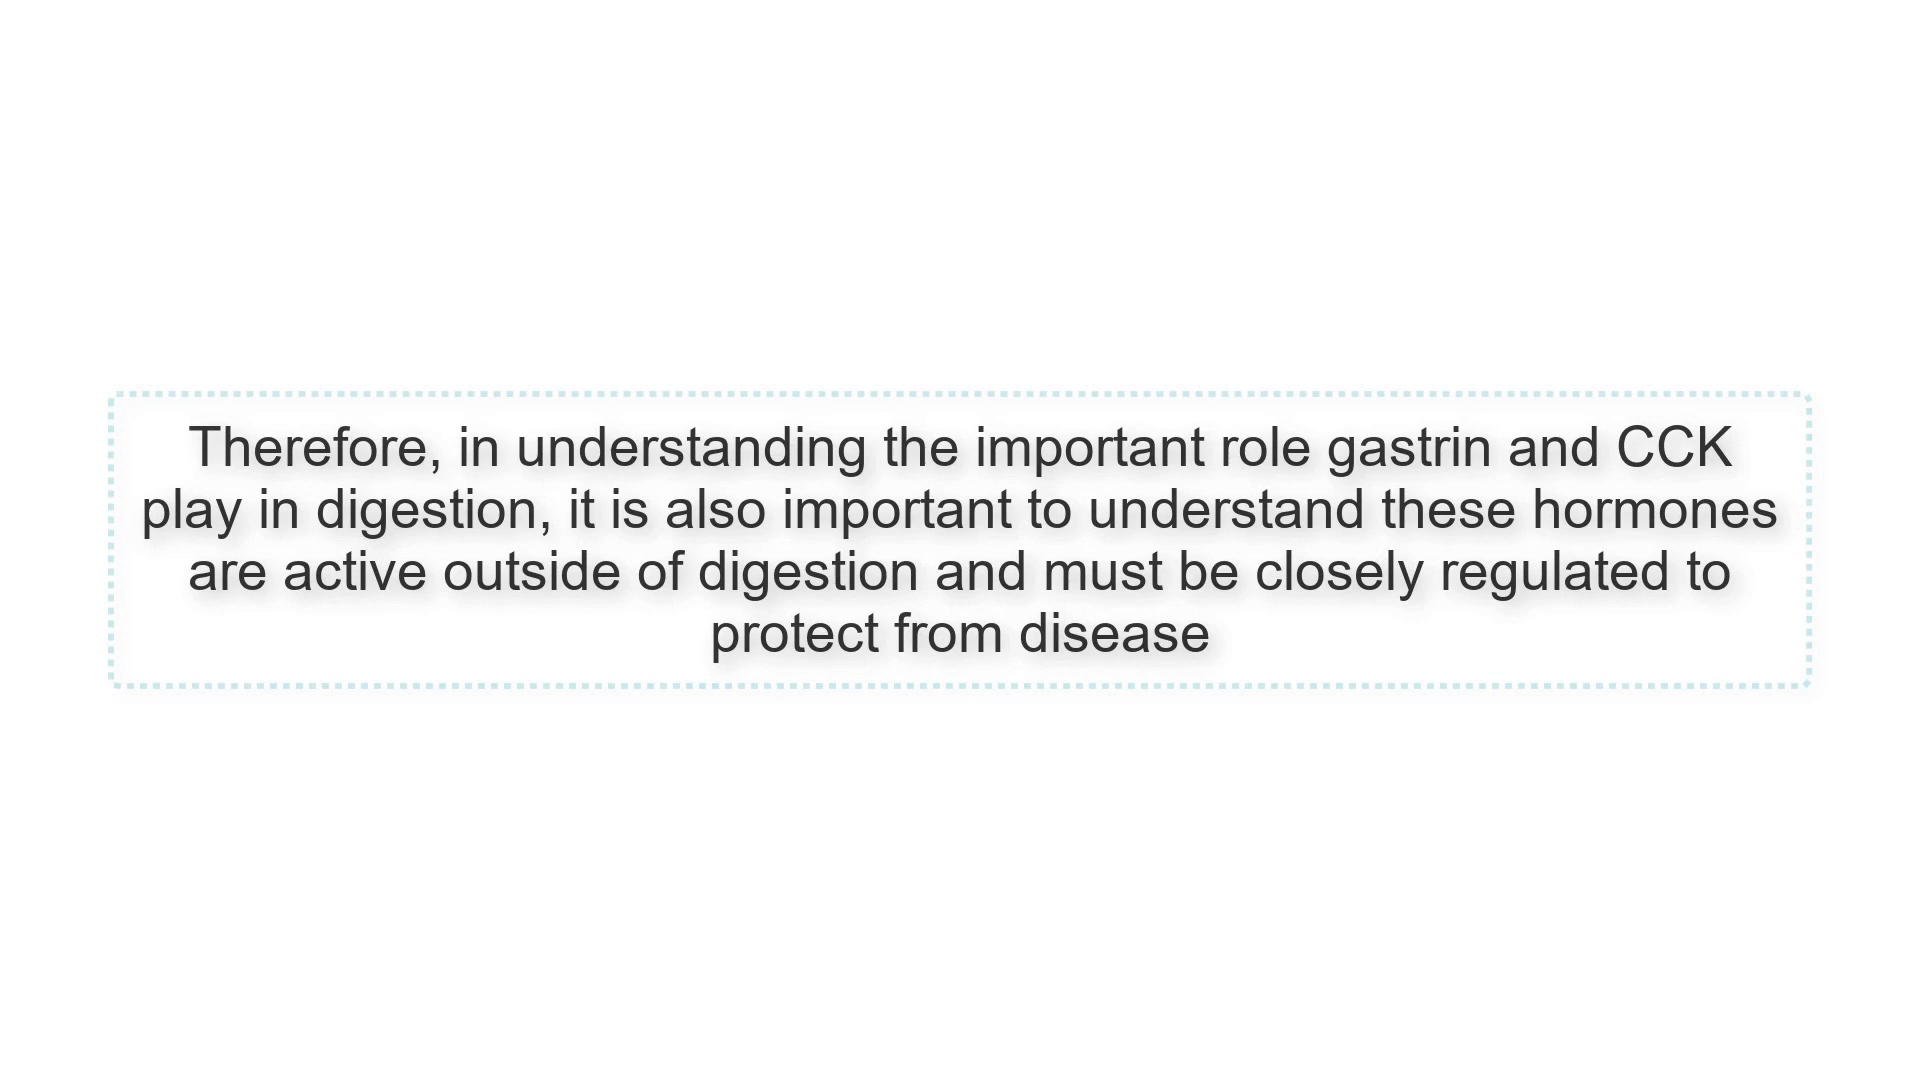 Therefore, in understanding the important role gastrin and CCK
play in digestion, it is also important to understand these hormones
are active outside of digestion and must be closely regulated to
protect from disease